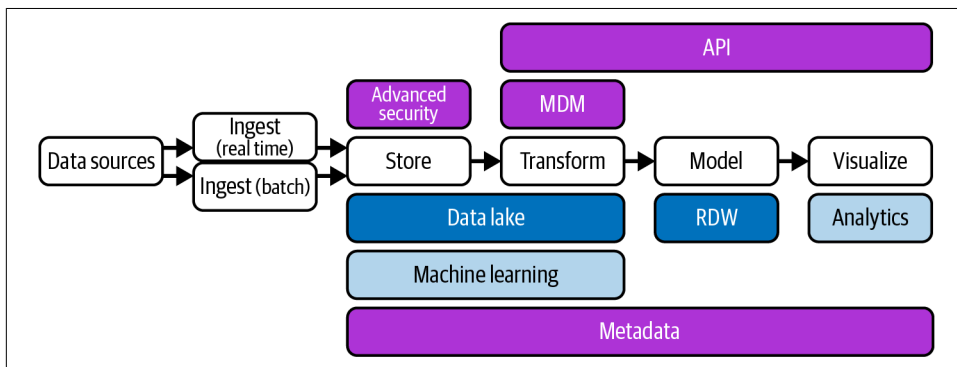 API
Advanced
security
MDM
Data sources
Ingest
(real time)
Ingest (batch)
Store
Transform
Model
Visualize
Data lake
RDW
Analytics
Machine learning
Metadata